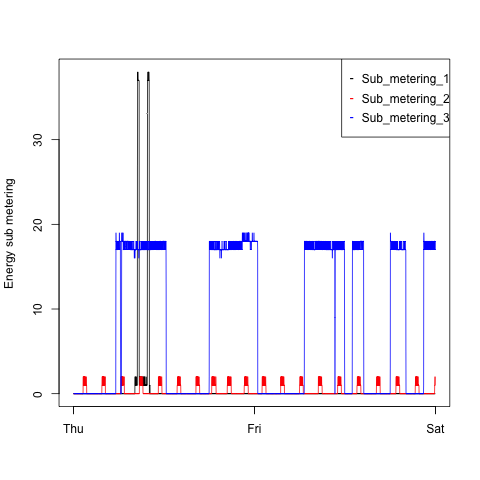 Sub_metering_1
Sub_metering_2
Sub_metering_3
Energy sub metering
30
20
10
0
Thu Fri Sat